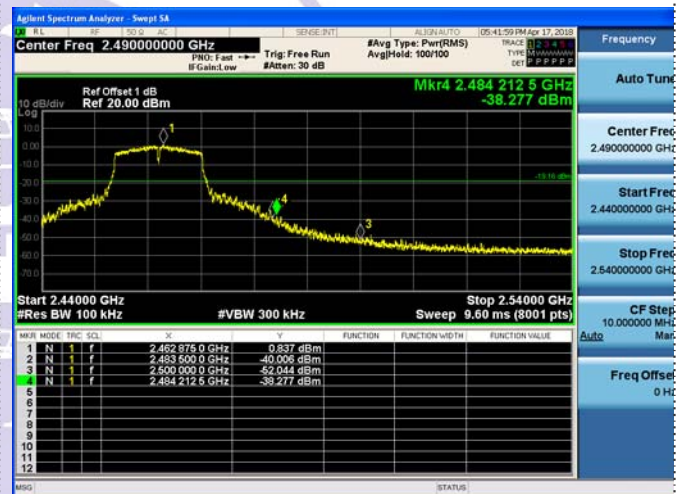 Agilent Spectrum Analyzer - Swept SA
RL RF 50 Ω AC SENSE:INT ALIGN AUTO 05:41:59 PM Apr 17, 2018
Center Freq 2.490000000 GHz
PNO: Fast Trig: Free Run
IFGain:Low #Atten: 30 dB
#Avg Type: Pwr(RMS)
Avg|Hold: 100/100
TRACE 1 2 3 4 5 6
TYPE M W W W W W
DET P P P P P P
Mkr4 2.484 212 5 GHz
-38.277 dBm
Ref Offset 1 dB
10 dB/div Ref 20.00 dBm
Log
10.0
0.00
-10.0
-20.0
-30.0
-40.0
-50.0
-60.0
-70.0
1
4
3
-19.16 dBm
Start 2.44000 GHz Stop 2.54000 GHz
#Res BW 100 kHz #VBW 300 kHz Sweep 9.60 ms (8001 pts)
MKR MODE TRC SCL X Y FUNCTION FUNCTION WIDTH FUNCTION VALUE
1 N 1 f 2.462 875 0 GHz 0.837 dBm
2 N 1 f 2.483 500 0 GHz -40.006 dBm
3 N 1 f 2.500 000 0 GHz -52.044 dBm
4 N 1 f 2.484 212 5 GHz -38.277 dBm
5
6
7
8
9
10
11
12
MSG STATUS
Frequency
Auto Tune
Center Freq
2.490000000 GHz
Start Freq
2.440000000 GHz
Stop Freq
2.540000000 GHz
CF Step
10.000000 MHz
Auto Man
Freq Offset
0 Hz